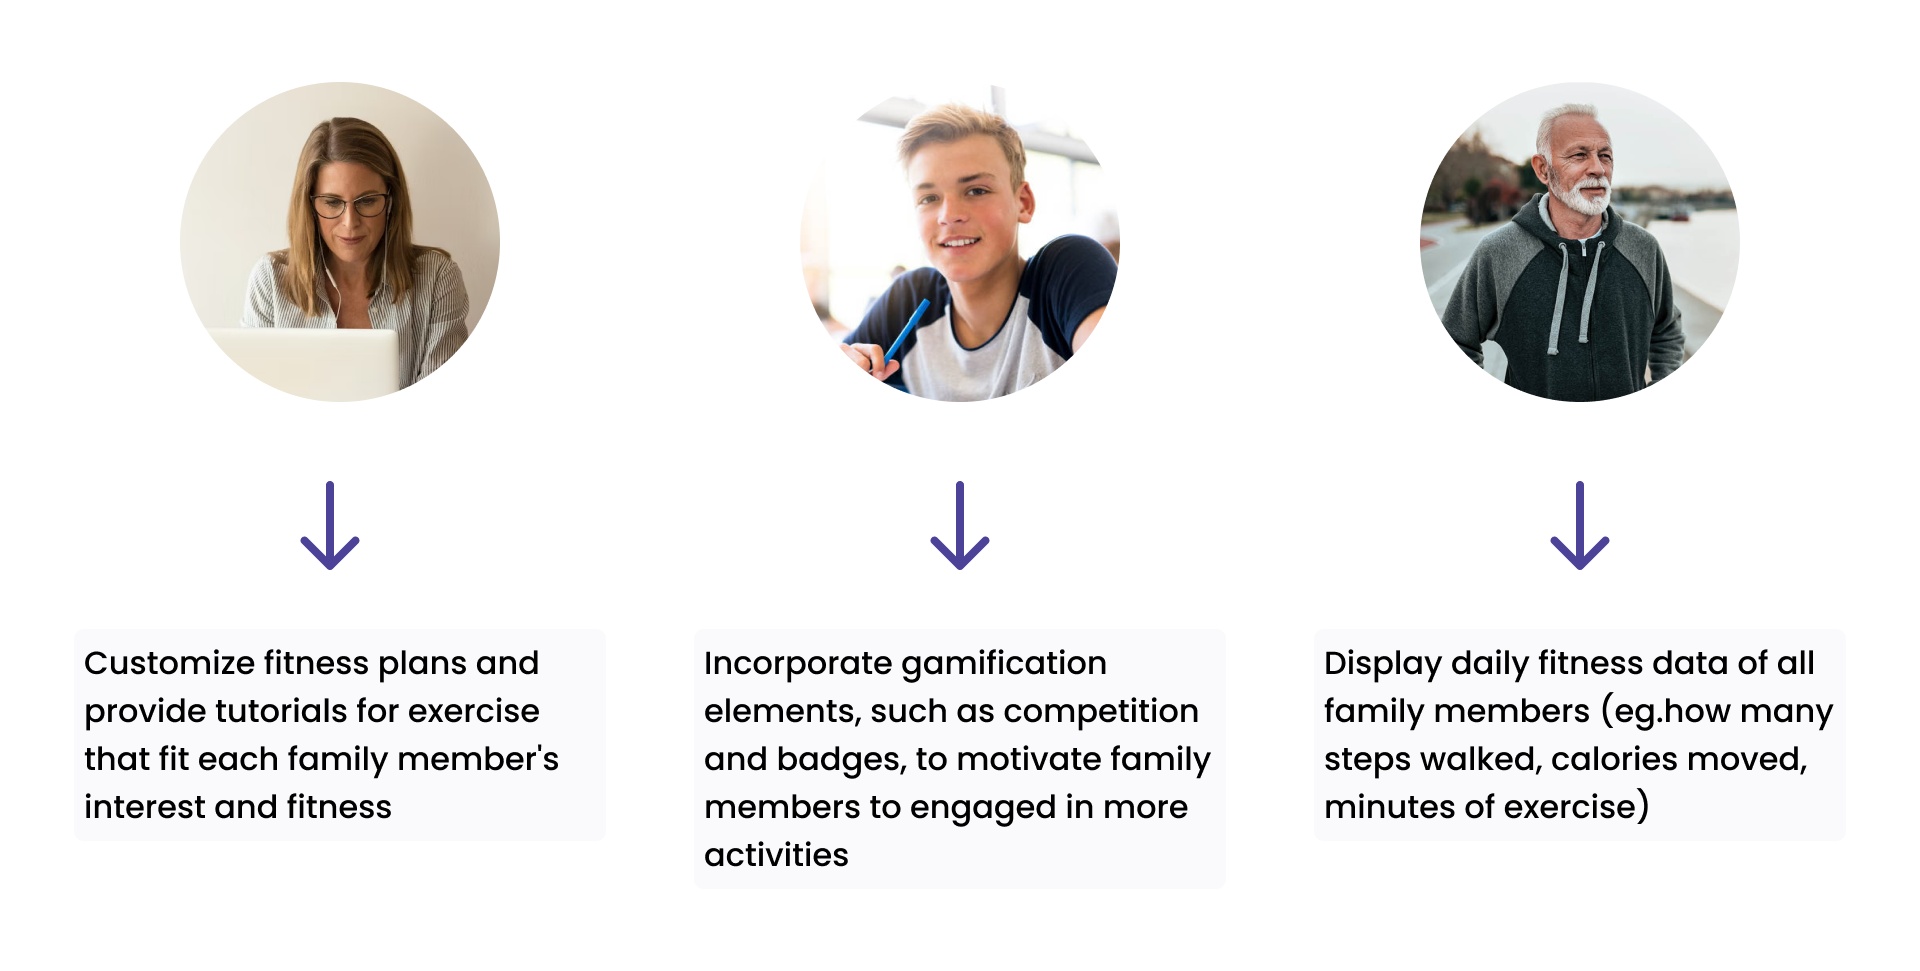 Customize fitness plans and
provide tutorials for exercise
that fit each family member's
interest and fitness
Incorporate gamification
elements, such as competition
and badges, to motivate family
members to engaged in more
activities
Display daily fitness data of all
family members (eg.how many
steps walked, calories moved,
minutes of exercise)